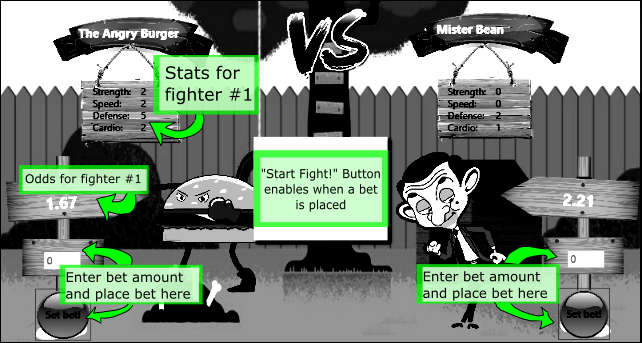 The Angry Burger
VS
Mister Bean
Strength: 2
Speed: 2
Defense: 5
Cardio: 2
Stats for
fighter #1
Strength: 0
Speed: 0
Defense: 2
Cardio: 1
Odds for fighter #1
1.67
"Start Fight!" Button
enables when a bet
is placed
2.21
0
Enter bet amount
and place bet here
Set bet!
0
Enter bet amount
and place bet here
Set bet!